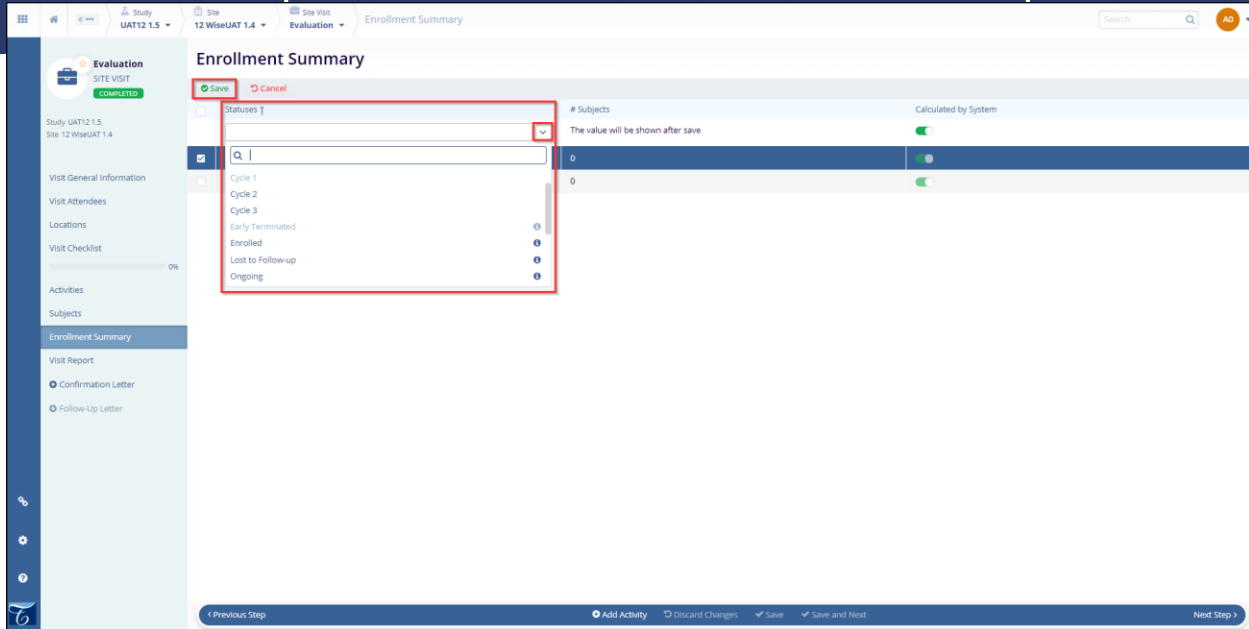 Study
UAT12 1.5
Site
12 WiseUAT 1.4
Site Visit
Evaluation
Enrollment Summary
Search
AO
Evaluation
SITE VISIT
COMPLETED
Study UAT12 1.5
Site 12 WiseUAT 1.4
Visit General Information
Visit Attendees
Locations
Visit Checklist
0%
Activities
Subjects
Enrollment Summary
Visit Report
Confirmation Letter
Follow-Up Letter
Enrollment Summary
Save Cancel
Statuses ↑ # Subjects Calculated by System
The value will be shown after save
0
0
Cycle 1
Cycle 2
Cycle 3
Early Terminated
Enrolled
Lost to Follow-up
Ongoing
Previous Step Add Activity Discard Changes Save Save and Next Next Step